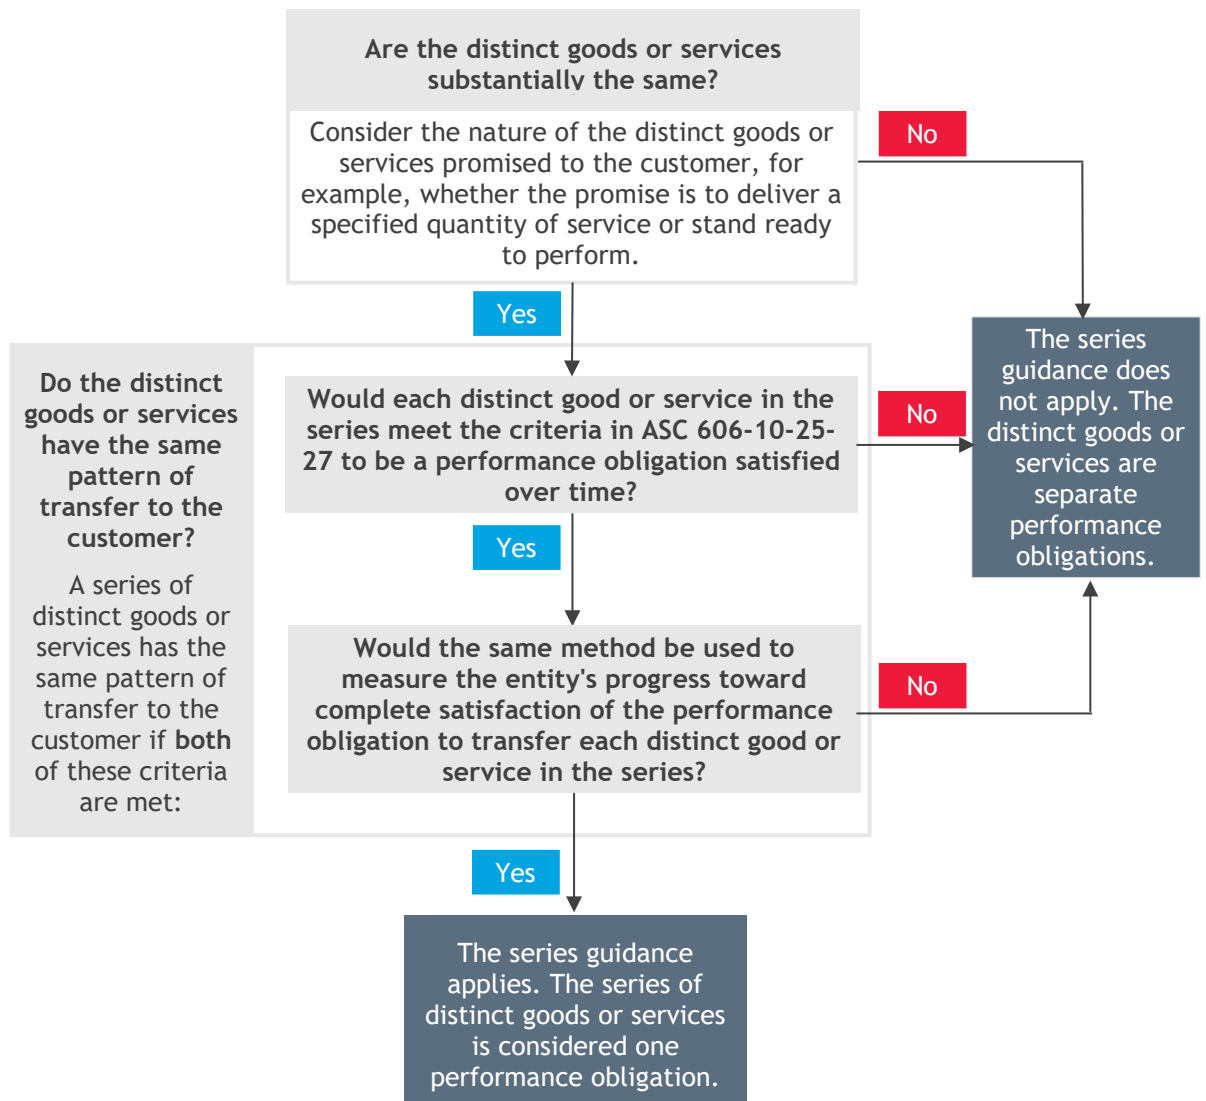 Are the distinct goods or services
substantially the same?
Consider the nature of the distinct goods or
services promised to the customer, for
example, whether the promise is to deliver a
specified quantity of service or stand ready
to perform.
No
Yes
The series
guidance does
not apply. The
distinct goods or
services are
separate
performance
obligations.
Do the distinct
goods or services
have the same
pattern of
transfer to the
customer?
A series of
distinct goods or
services has the
same pattern of
transfer to the
customer if both
of these criteria
are met:
Would each distinct good or service in the
series meet the criteria in ASC 606-10-25-
27 to be a performance obligation satisfied
over time?
No
Yes
Would the same method be used to
measure the entity's progress toward
complete satisfaction of the performance
obligation to transfer each distinct good or
service in the series?
No
Yes
The series guidance
applies. The series of
distinct goods or services
is considered one
performance obligation.